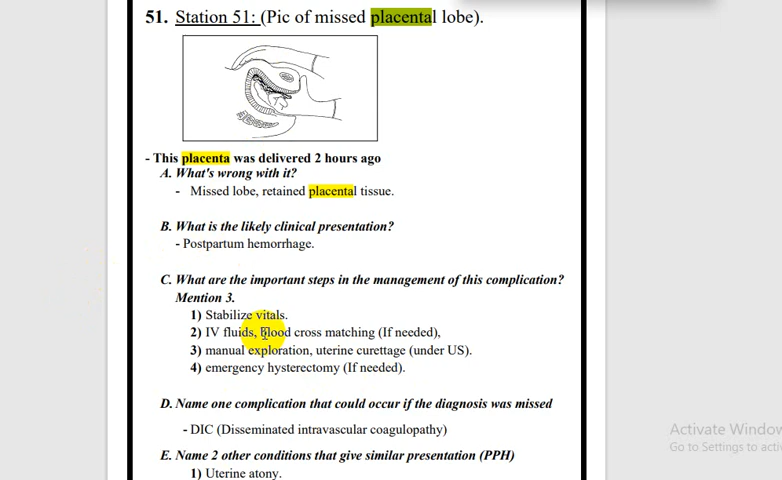 51. Station 51: (Pic of missed placental lobe).
- This placenta was delivered 2 hours ago
A. What's wrong with it?
- Missed lobe, retained placental tissue.
B. What is the likely clinical presentation?
- Postpartum hemorrhage.
C. What are the important steps in the management of this complication?
Mention 3.
1) Stabilize vitals.
2) IV fluids, Blood cross matching (If needed),
3) manual exploration, uterine curettage (under US).
4) emergency hysterectomy (If needed).
D. Name one complication that could occur if the diagnosis was missed
- DIC (Disseminated intravascular coagulopathy)
E. Name 2 other conditions that give similar presentation (PPH)
1) Uterine atony.
Activate Window
Go to Settings to acti